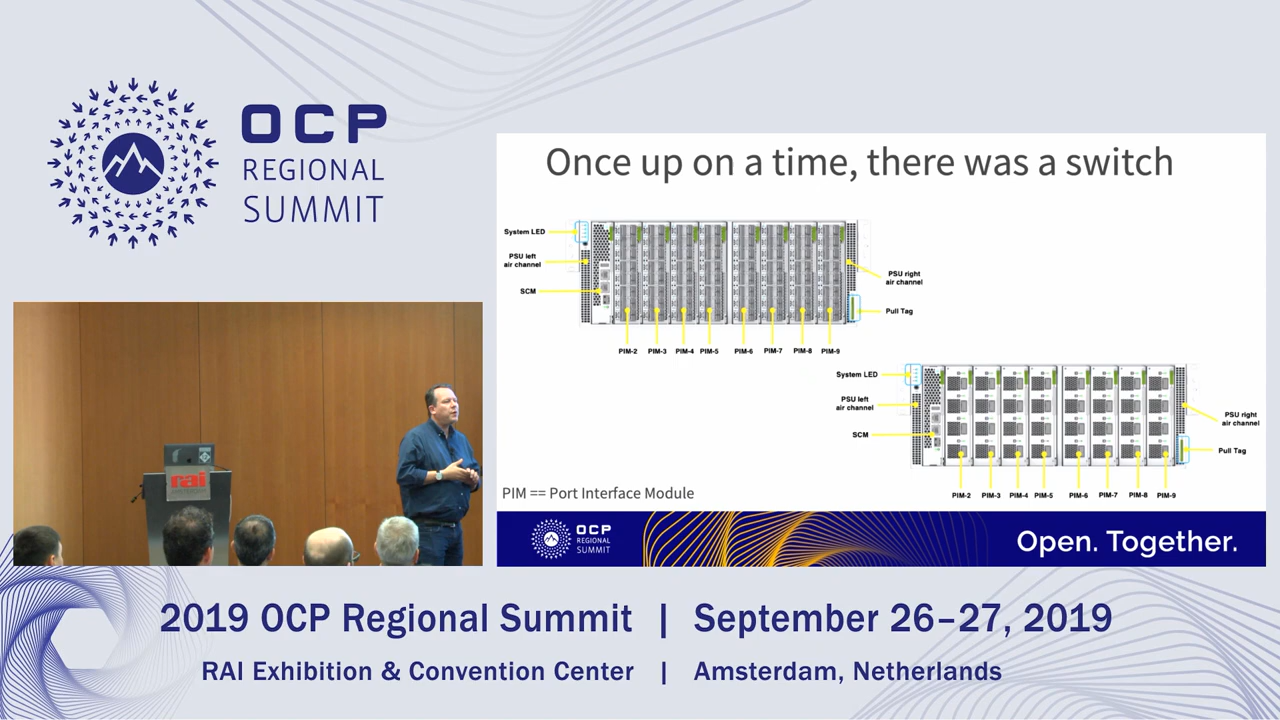 OCP
REGIONAL
SUMMIT
Once up on a time, there was a switch
System LED
PSU left
air channel
SCM
PSU right
air channel
Pull Tag
PIM-2 PIM-3 PIM-4 PIM-5 PIM-6 PIM-7 PIM-8 PIM-9
System LED
PSU left
air channel
SCM
PSU right
air channel
Pull Tag
PIM-2 PIM-3 PIM-4 PIM-5 PIM-6 PIM-7 PIM-8 PIM-9
PIM == Port Interface Module
OCP
REGIONAL
SUMMIT
Open. Together.
rai
2019 OCP Regional Summit | September 26–27, 2019
RAI Exhibition & Convention Center | Amsterdam, Netherlands